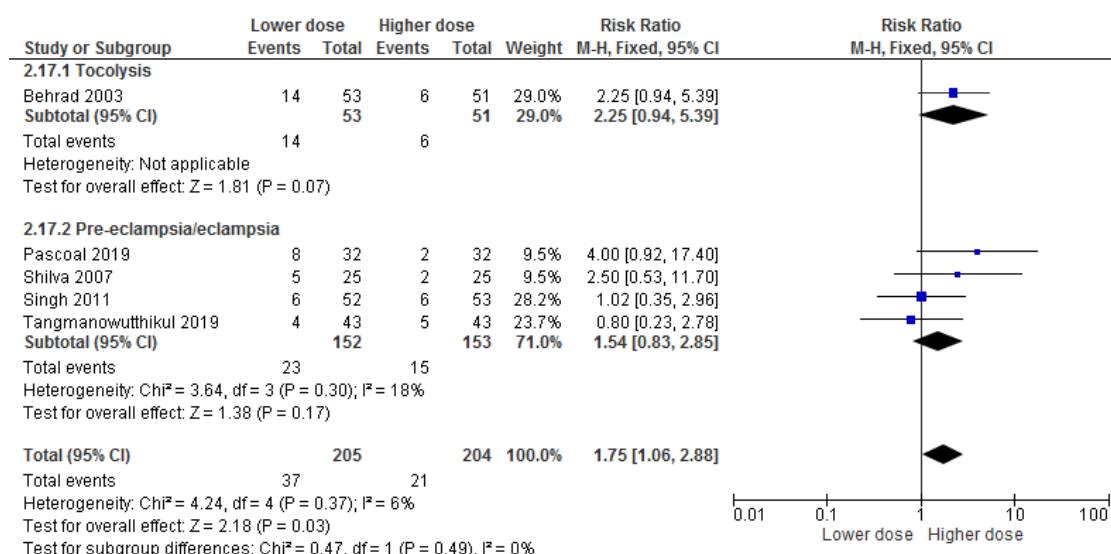 Lower dose Higher dose Risk Ratio Risk Ratio
Study or Subgroup Events Total Events Total Weight M-H, Fixed, 95% CI M-H, Fixed, 95% CI
2.17.1 Tocolysis
Behrad 2003 14 53 6 51 29.0% 2.25 [0.94, 5.39]
Subtotal (95% CI) 53 51 29.0% 2.25 [0.94, 5.39]
Total events 14 6
Heterogeneity: Not applicable
Test for overall effect: Z = 1.81 (P = 0.07)
2.17.2 Pre-eclampsia/eclampsia
Pascoal 2019 8 32 2 32 9.5% 4.00 [0.92, 17.40]
Shilva 2007 5 25 2 25 9.5% 2.50 [0.53, 11.70]
Singh 2011 6 52 6 53 28.2% 1.02 [0.35, 2.96]
Tangmanowutthikul 2019 4 43 5 43 23.7% 0.80 [0.23, 2.78]
Subtotal (95% CI) 152 153 71.0% 1.54 [0.83, 2.85]
Total events 23 15
Heterogeneity: Chi² = 3.64, df = 3 (P = 0.30); I² = 18%
Test for overall effect: Z = 1.38 (P = 0.17)
Total (95% CI) 205 204 100.0% 1.75 [1.06, 2.88]
Total events 37 21
Heterogeneity: Chi² = 4.24, df = 4 (P = 0.37); I² = 6%
Test for overall effect: Z = 2.18 (P = 0.03)
Test for subgroup differences: Chi² = 0.47, df = 1 (P = 0.49), I² = 0%
0.01 0.1 1 10 100
Lower dose Higher dose